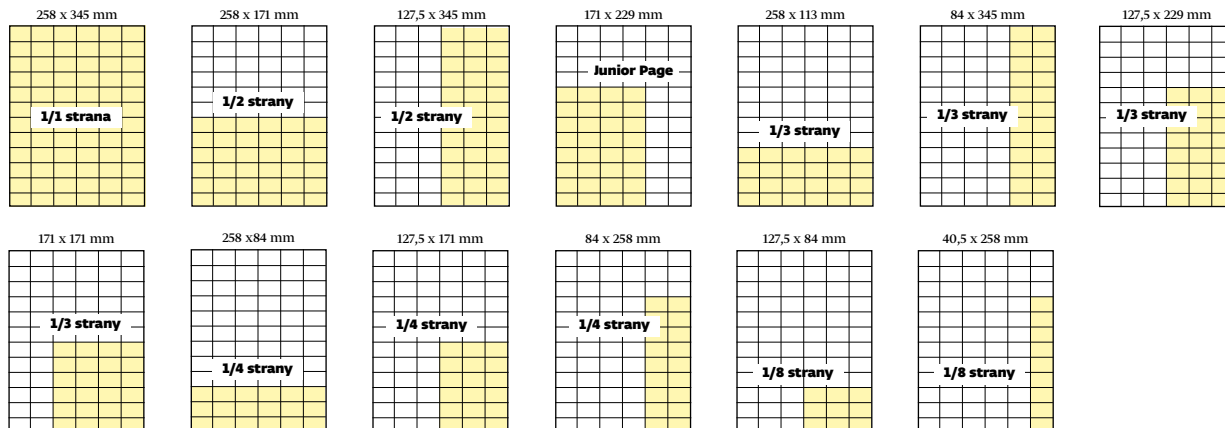 258 x 345 mm
258 x 171 mm
127,5 x 345 mm
171 x 229 mm
258 x 113 mm
84 x 345 mm
127,5 x 229 mm
1/1 strana
1/2 strany
1/2 strany
Junior Page
1/3 strany
1/3 strany
1/3 strany
171 x 171 mm
258 x84 mm
127,5 x 171 mm
84 x 258 mm
127,5 x 84 mm
40,5 x 258 mm
1/3 strany
1/4 strany
1/4 strany
1/4 strany
1/8 strany
1/8 strany